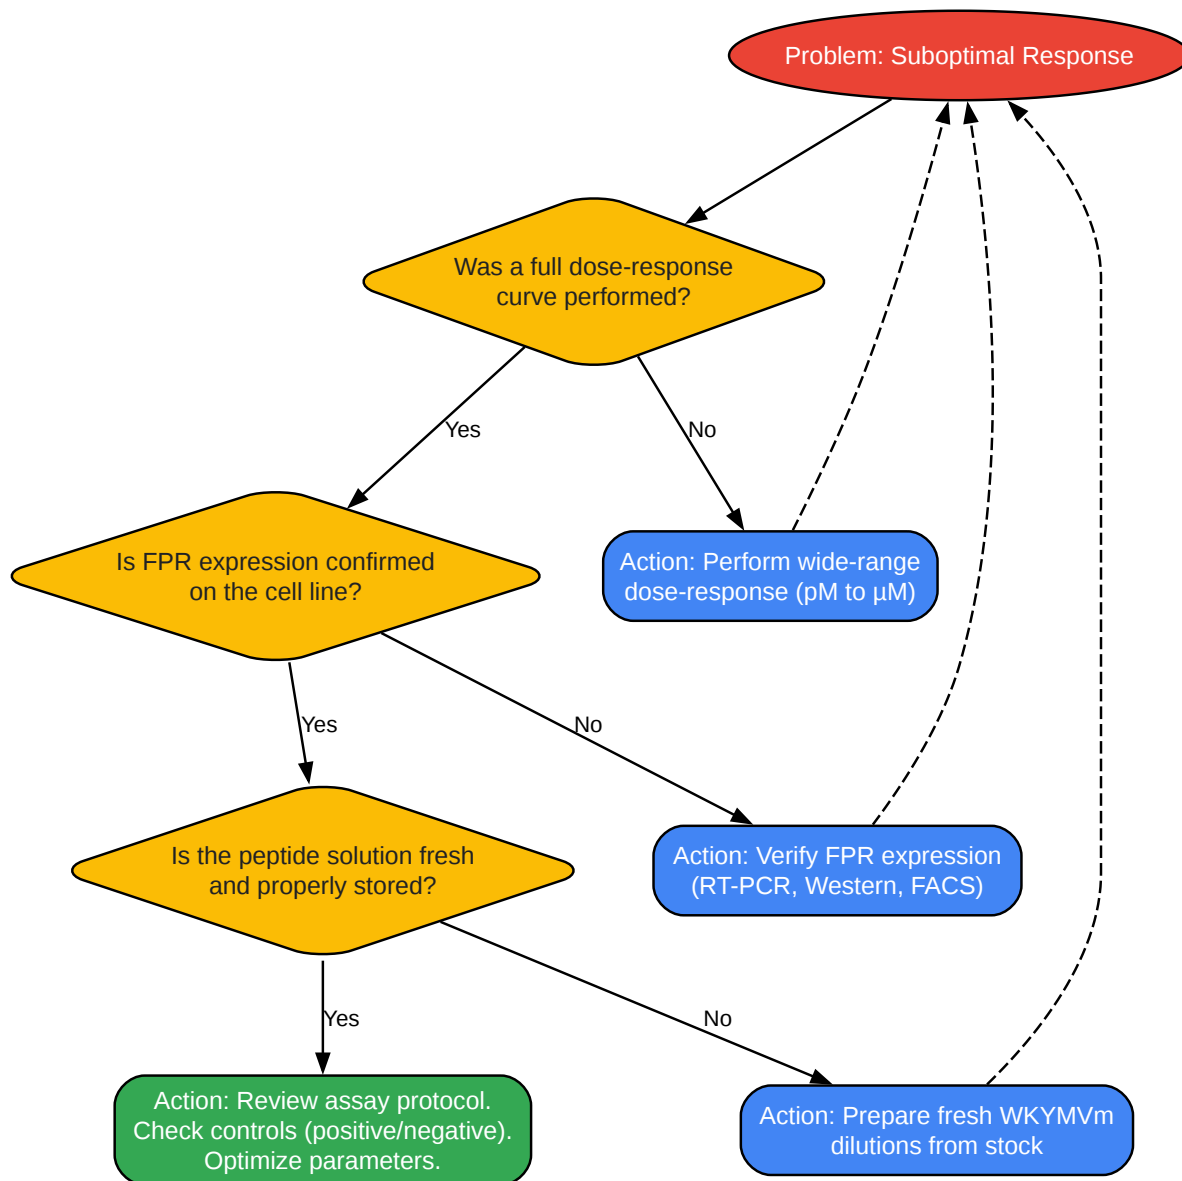 Problem: Suboptimal Response
Was a full dose-response
curve performed?
Yes
No
Is FPR expression confirmed
on the cell line?
Action: Perform wide-range
dose-response (pM to µM)
Yes
No
Is the peptide solution fresh
and properly stored?
Action: Verify FPR expression
(RT-PCR, Western, FACS)
Yes
No
Action: Review assay protocol.
Check controls (positive/negative).
Optimize parameters.
Action: Prepare fresh WKYMVm
dilutions from stock